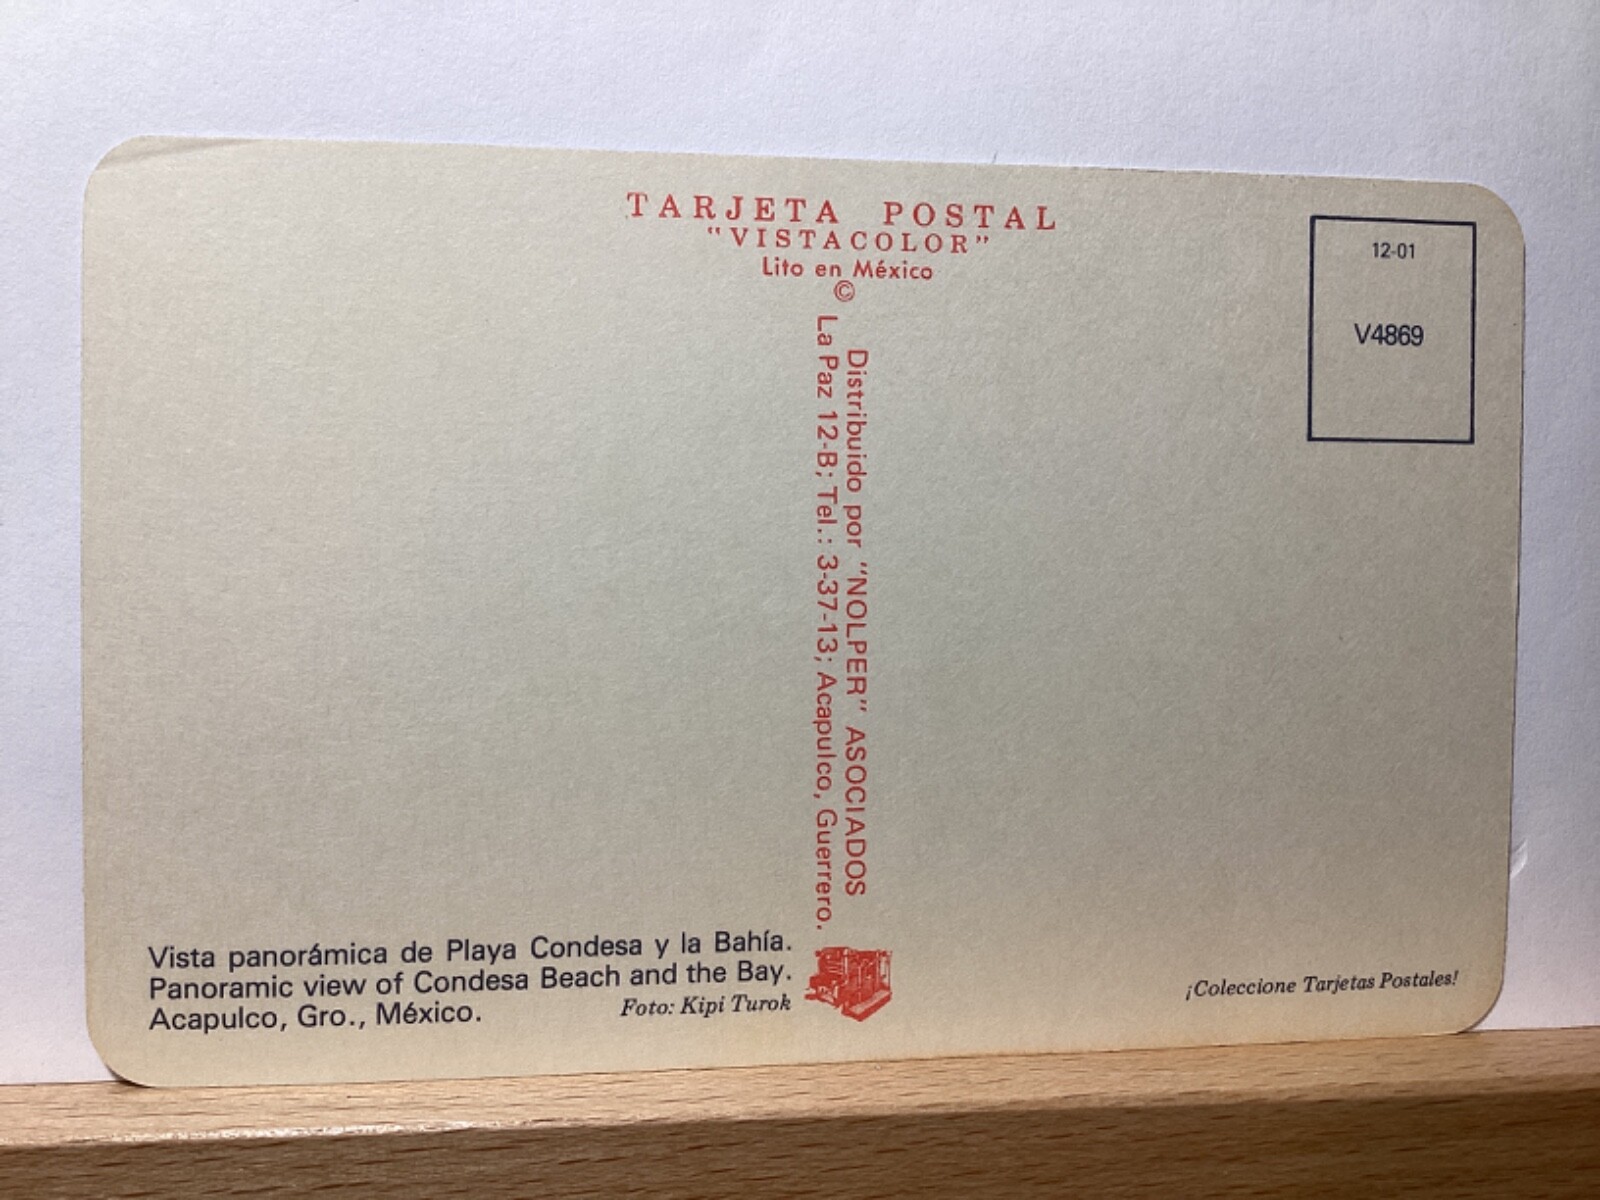 TARJETA POSTAL
"VISTACOLOR"
Lito en México
©
Distribuido por "NOLPER" ASOCIADOS
La Paz 12-B; Tel.: 3-37-13; Acapulco, Guerrero.
12-01
V4869
Vista panorámica de Playa Condesa y la Bahía.
Panoramic view of Condesa Beach and the Bay.
Acapulco, Gro., México.
Foto: Kipi Turok
¡Coleccione Tarjetas Postales!